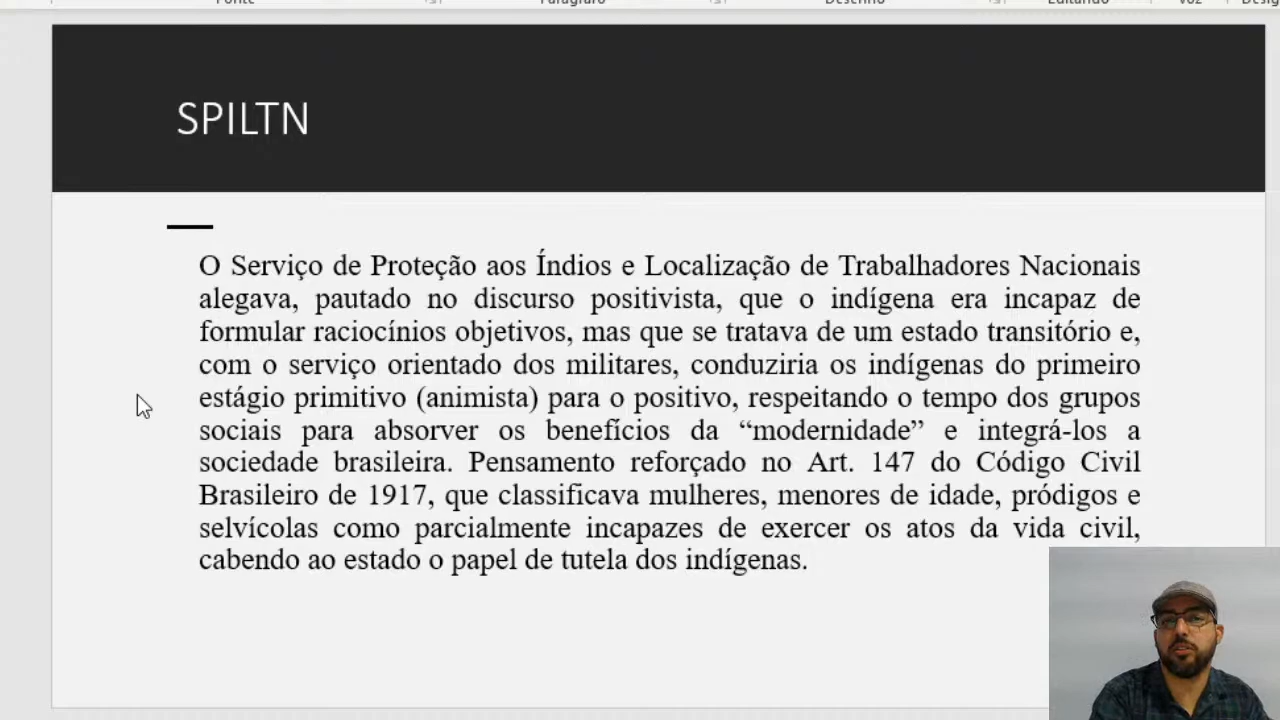 Fonte Parágrafo Desenho Editando Voz
SPILTN
O Serviço de Proteção aos Índios e Localização de Trabalhadores Nacionais
alegava, pautado no discurso positivista, que o indígena era incapaz de
formular raciocínios objetivos, mas que se tratava de um estado transitório e,
com o serviço orientado dos militares, conduziria os indígenas do primeiro
estágio primitivo (animista) para o positivo, respeitando o tempo dos grupos
sociais para absorver os benefícios da “modernidade” e integrá-los a
sociedade brasileira. Pensamento reforçado no Art. 147 do Código Civil
Brasileiro de 1917, que classificava mulheres, menores de idade, pródigos e
selvícolas como parcialmente incapazes de exercer os atos da vida civil,
cabendo ao estado o papel de tutela dos indígenas.